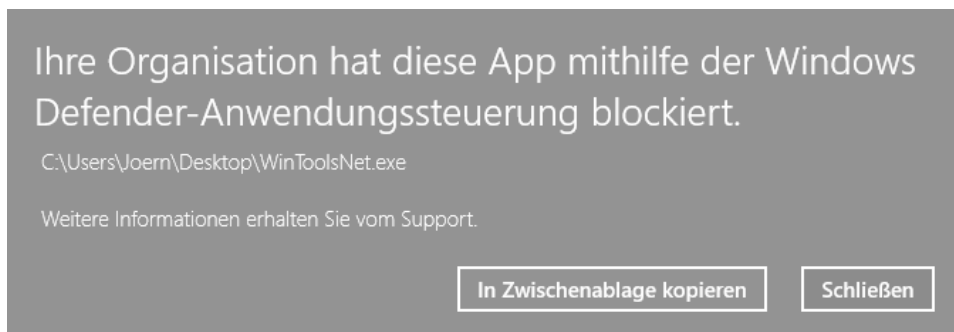 Ihre Organisation hat diese App mithilfe der Windows
Defender-Anwendungssteuerung blockiert.
C:\Users\Joern\Desktop\WinToolsNet.exe
Weitere Informationen erhalten Sie vom Support.
In Zwischenablage kopieren
Schließen